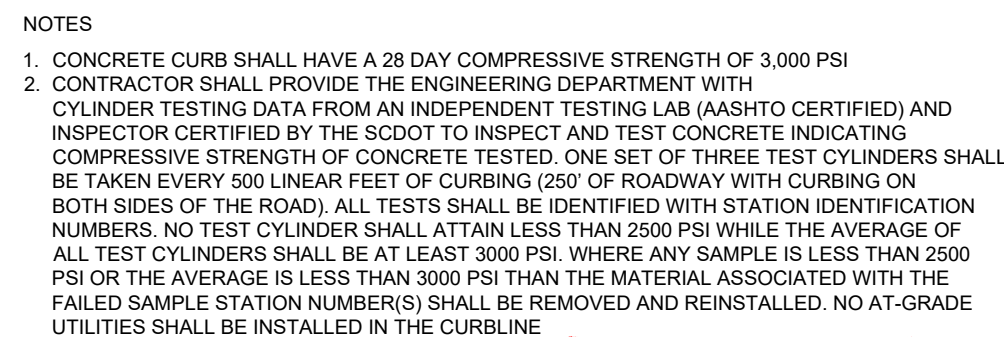 NOTES
1. CONCRETE CURB SHALL HAVE A 28 DAY COMPRESSIVE STRENGTH OF 3,000 PSI
2. CONTRACTOR SHALL PROVIDE THE ENGINEERING DEPARTMENT WITH
CYLINDER TESTING DATA FROM AN INDEPENDENT TESTING LAB (AASHTO CERTIFIED) AND
INSPECTOR CERTIFIED BY THE SCDOT TO INSPECT AND TEST CONCRETE INDICATING
COMPRESSIVE STRENGTH OF CONCRETE TESTED. ONE SET OF THREE TEST CYLINDERS SHALL
BE TAKEN EVERY 500 LINEAR FEET OF CURBING (250' OF ROADWAY WITH CURBING ON
BOTH SIDES OF THE ROAD). ALL TESTS SHALL BE IDENTIFIED WITH STATION IDENTIFICATION
NUMBERS. NO TEST CYLINDER SHALL ATTAIN LESS THAN 2500 PSI WHILE THE AVERAGE OF
ALL TEST CYLINDERS SHALL BE AT LEAST 3000 PSI. WHERE ANY SAMPLE IS LESS THAN 2500
PSI OR THE AVERAGE IS LESS THAN 3000 PSI THAN THE MATERIAL ASSOCIATED WITH THE
FAILED SAMPLE STATION NUMBER(S) SHALL BE REMOVED AND REINSTALLED. NO AT-GRADE
UTILITIES SHALL BE INSTALLED IN THE CURBLINE